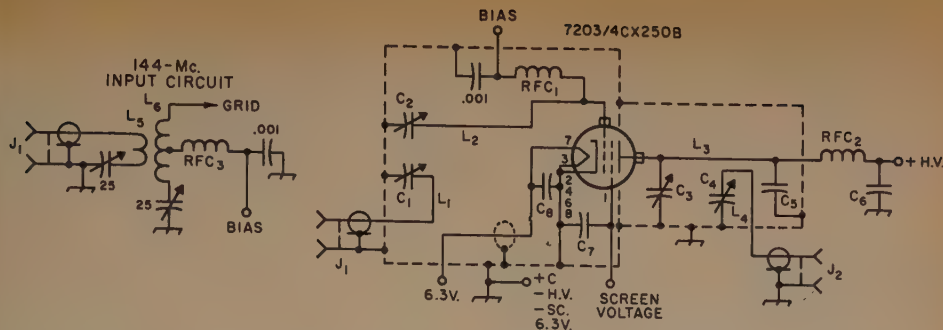 144-Mc.
INPUT CIRCUIT
L6
GRID
J1
L5
RFC3
.001
25
25
BIAS
BIAS
7203/4CX250B
.001
RFC1
C2
L2
C1
L1
J1
7
3
2
4
6
8
1
C8
C7
L3
RFC2
+ H.V.
C3
C4
L4
C5
C6
J2
6.3V.
+C
- H.V.
- SC.
6.3V.
SCREEN
VOLTAGE